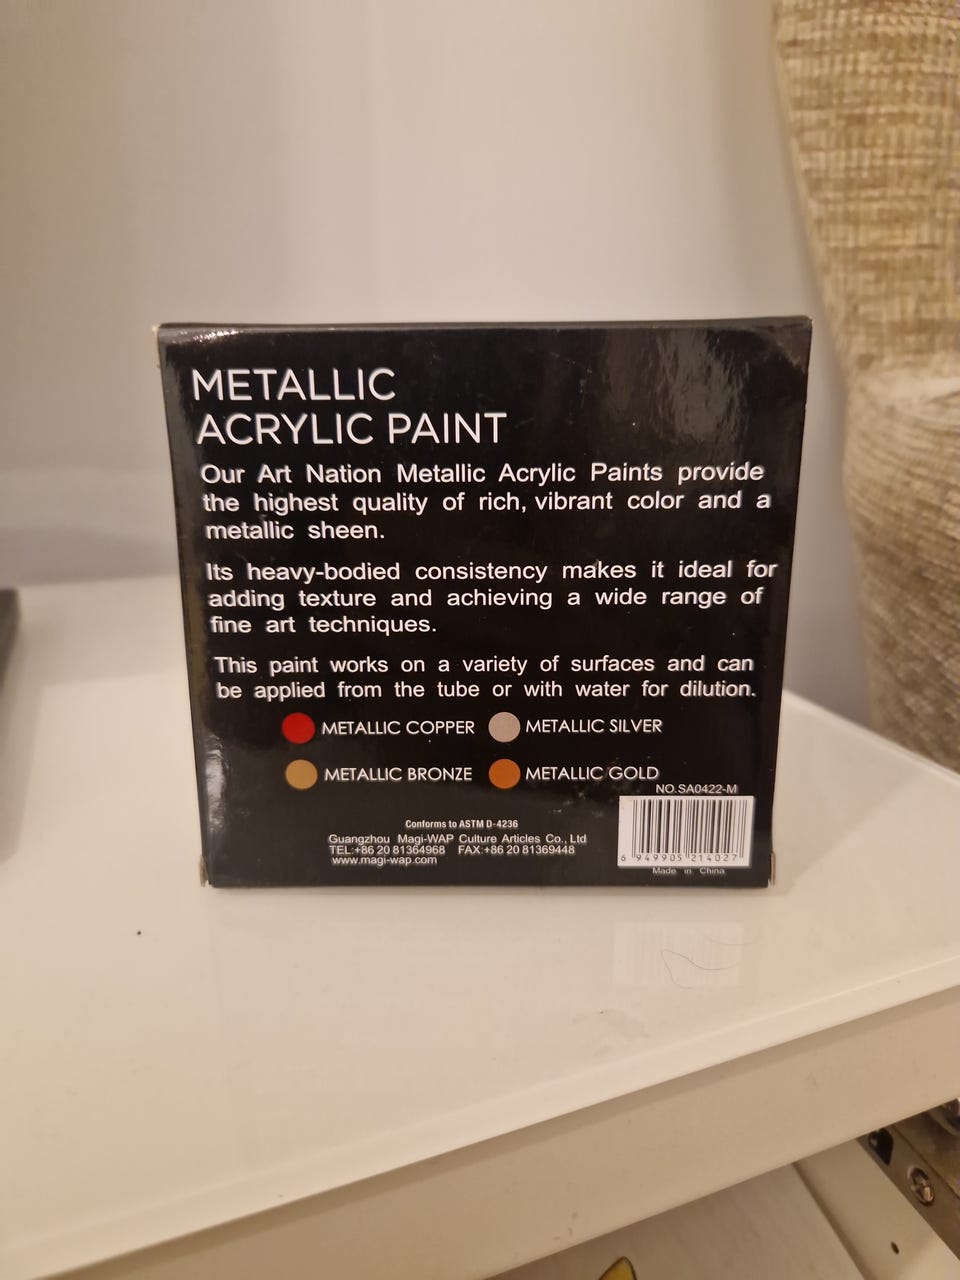 METALLIC
ACRYLIC PAINT
Our Art Nation Metallic Acrylic Paints provide
the highest quality of rich, vibrant color and a
metallic sheen.
Its heavy-bodied consistency makes it ideal for
adding texture and achieving a wide range of
fine art techniques.
This paint works on a variety of surfaces and can
be applied from the tube or with water for dilution.
METALLIC COPPER METALLIC SILVER
METALLIC BRONZE METALLIC GOLD
NO.SA0422-M
Conforms to ASTM D-4236
Guangzhou Magi-WAP Culture Articles Co., Ltd
TEL:+86 20 81364968 FAX:+86 20 81369448
www.magi-wap.com
6 949905 214027
Made in China